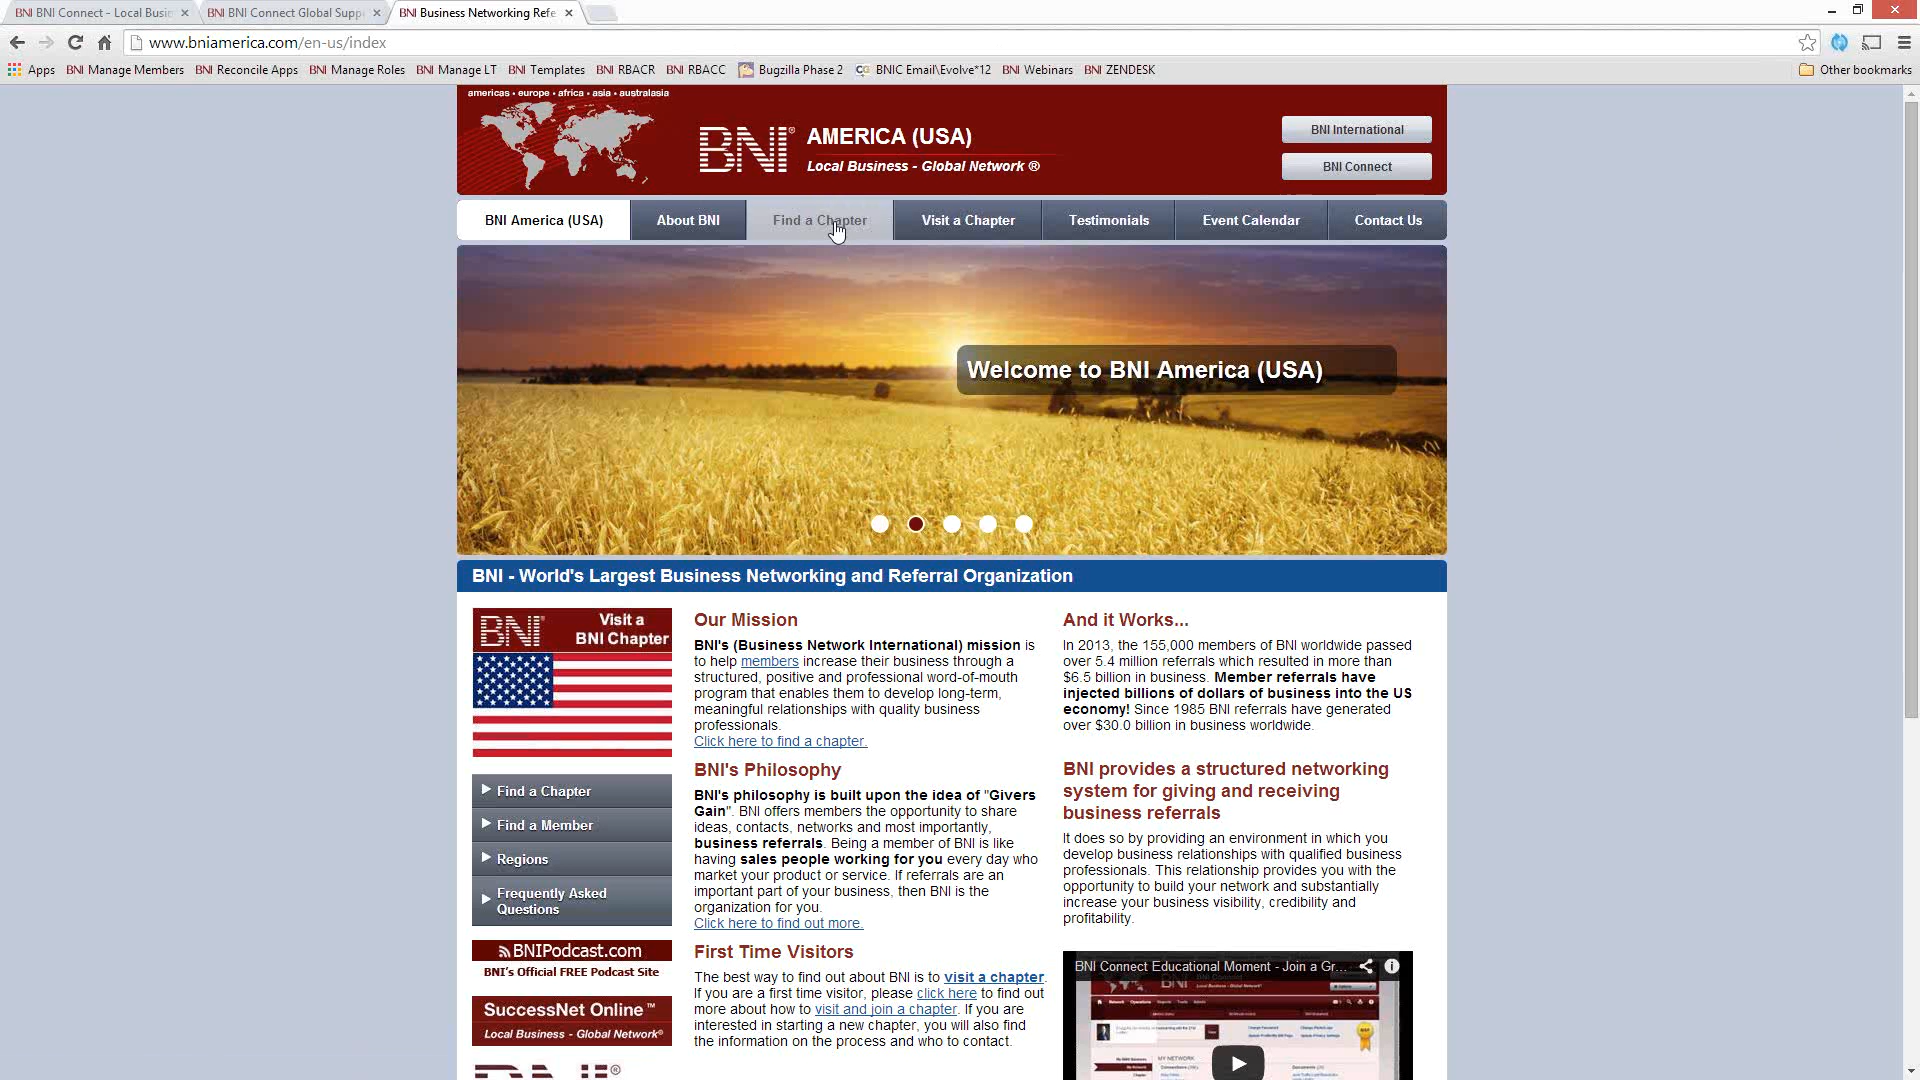 BNI BNI Connect - Local Busin
BNI BNI Connect Global Supp
BNI Business Networking Refe
www.bniamerica.com/en-us/index
Apps BNI Manage Members BNI Reconcile Apps BNI Manage Roles BNI Manage LT BNI Templates BNI RBACR BNI RBACC Bugzilla Phase 2 BNIC Email\Evolve*12 BNI Webinars BNI ZENDESK Other bookmarks
americas • europe • africa • asia • australasia
BNI® AMERICA (USA)
Local Business - Global Network ®
BNI International
BNI Connect
BNI America (USA) About BNI Find a Chapter Visit a Chapter Testimonials Event Calendar Contact Us
Welcome to BNI America (USA)
BNI - World's Largest Business Networking and Referral Organization
BNI® Visit a
BNI Chapter
Find a Chapter
Find a Member
Regions
Frequently Asked
Questions
BNIPodcast.com
BNI's Official FREE Podcast Site
SuccessNet Online™
Local Business - Global Network®
Our Mission
BNI's (Business Network International) mission is
to help members increase their business through a
structured, positive and professional word-of-mouth
program that enables them to develop long-term,
meaningful relationships with quality business
professionals.
Click here to find a chapter.
BNI's Philosophy
BNI's philosophy is built upon the idea of "Givers
Gain". BNI offers members the opportunity to share
ideas, contacts, networks and most importantly,
business referrals. Being a member of BNI is like
having sales people working for you every day who
market your product or service. If referrals are an
important part of your business, then BNI is the
organization for you.
Click here to find out more.
First Time Visitors
The best way to find out about BNI is to visit a chapter.
If you are a first time visitor, please click here to find out
more about how to visit and join a chapter. If you are
interested in starting a new chapter, you will also find
the information on the process and who to contact.
And it Works...
In 2013, the 155,000 members of BNI worldwide passed
over 5.4 million referrals which resulted in more than
$6.5 billion in business. Member referrals have
injected billions of dollars of business into the US
economy! Since 1985 BNI referrals have generated
over $30.0 billion in business worldwide.
BNI provides a structured networking
system for giving and receiving
business referrals
It does so by providing an environment in which you
develop business relationships with qualified business
professionals. This relationship provides you with the
opportunity to build your network and substantially
increase your business visibility, credibility and
profitability.
BNI Connect Educational Moment - Join a Gr...